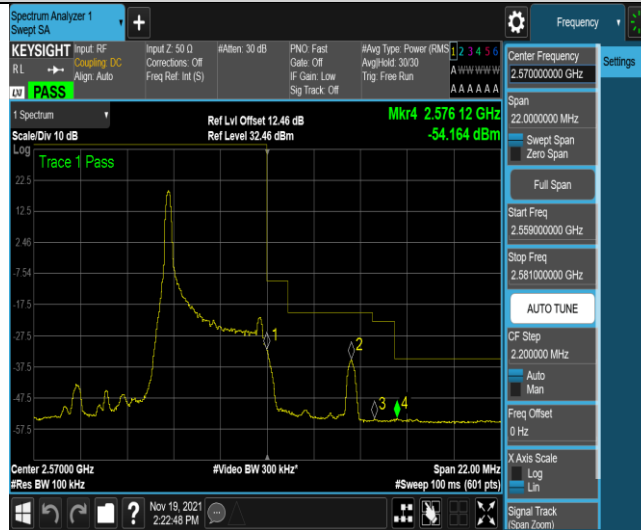 Spectrum Analyzer 1
Swept SA
Frequency
KEYSIGHT
Input: RF
Coupling: DC
Align: Auto
Input Z: 50 Ω
Corrections: Off
Freq Ref: Int (S)
#Atten: 30 dB
PNO: Fast
Gate: Off
IF Gain: Low
Sig Track: Off
#Avg Type: Power (RMS
Avg|Hold: 30/30
Trig: Free Run
1 2 3 4 5 6
A W W W W W
A A A A A A
R L
LXI
PASS
1 Spectrum
Scale/Div 10 dB
Ref Lvl Offset 12.46 dB
Ref Level 32.46 dBm
Mkr4 2.576 12 GHz
-54.164 dBm
Log
Trace 1 Pass
22.5
12.5
2.46
-7.54
-17.5
-27.5
-37.5
-47.5
-57.5
1
2
3
4
Center 2.57000 GHz
#Res BW 100 kHz
#Video BW 300 kHz*
Span 22.00 MHz
#Sweep 100 ms (601 pts)
Nov 19, 2021
2:22:48 PM
?
Center Frequency
2.570000000 GHz
Settings
Span
22.0000000 MHz
Swept Span
Zero Span
Full Span
Start Freq
2.559000000 GHz
Stop Freq
2.581000000 GHz
AUTO TUNE
CF Step
2.200000 MHz
Auto
Man
Freq Offset
0 Hz
X Axis Scale
Log
Lin
Signal Track
(Span Zoom)